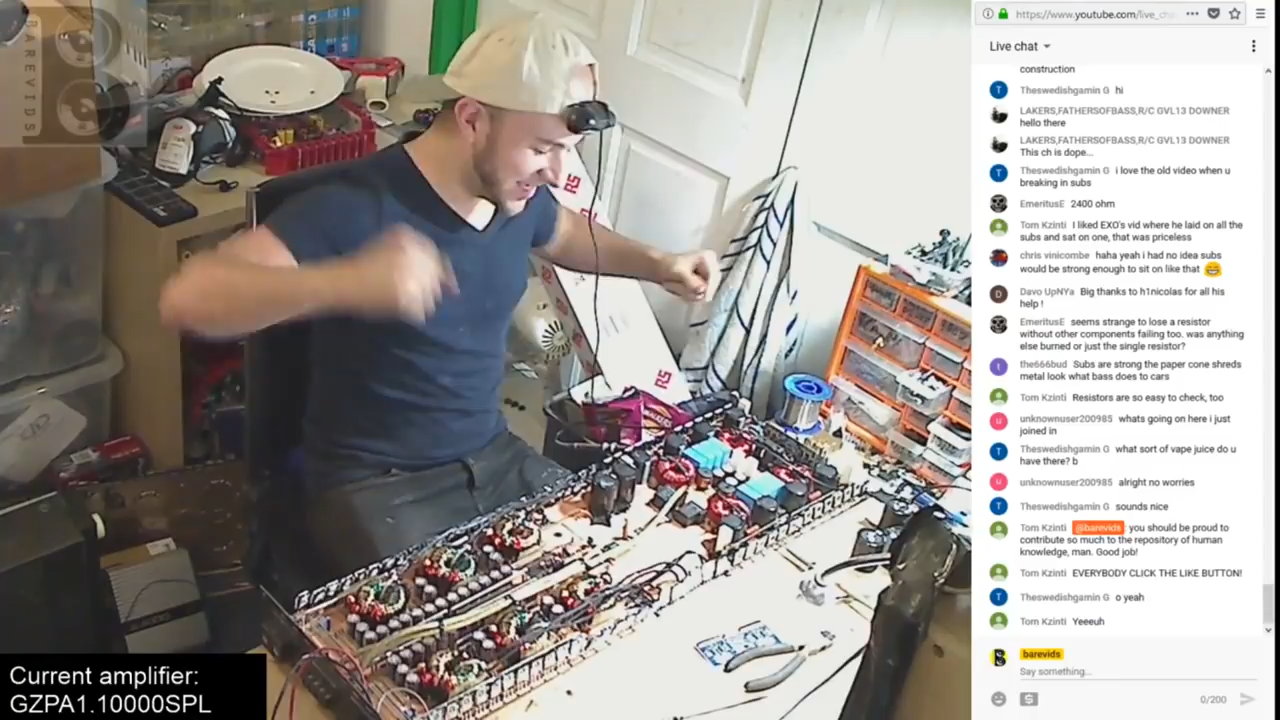 BAREVIDS
RS
RS
Current amplifier:
GZPA1.10000SPL
https://www.youtube.com/live_cha
Live chat
construction
Theswedishgamin G hi
LAKERS,FATHERSOFBASS,R/C GVL13 DOWNER
hello there
LAKERS,FATHERSOFBASS,R/C GVL13 DOWNER
This ch is dope...
Theswedishgamin G i love the old video when u
breaking in subs
EmeritusE 2400 ohm
Tom Kzinti I liked EXO's vid where he laid on all the
subs and sat on one, that was priceless
chris vinicombe haha yeah i had no idea subs
would be strong enough to sit on like that
Davo UpNYa Big thanks to h1nicolas for all his
help !
EmeritusE seems strange to lose a resistor
without other components failing too. was anything
else burned or just the single resistor?
the666bud Subs are strong the paper cone shreds
metal look what bass does to cars
Tom Kzinti Resistors are so easy to check, too
unknownuser200985 whats going on here i just
joined in
Theswedishgamin G what sort of vape juice do u
have there? b
unknownuser200985 alright no worries
Theswedishgamin G sounds nice
Tom Kzinti @barevids you should be proud to
contribute so much to the repository of human
knowledge, man. Good job!
Tom Kzinti EVERYBODY CLICK THE LIKE BUTTON!
Theswedishgamin G o yeah
Tom Kzinti Yeeeuh
barevids
Say something...
0/200